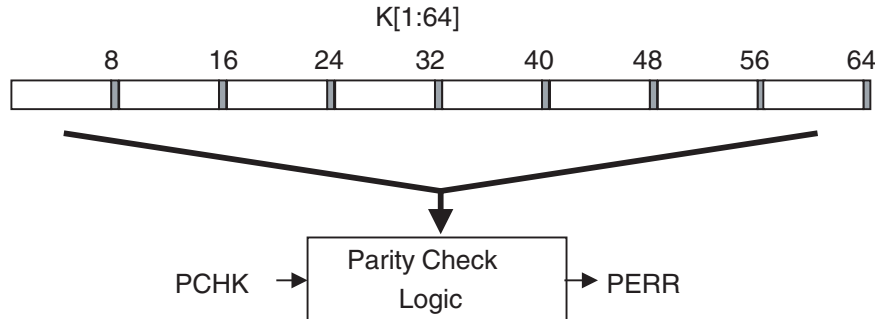 K[1:64]
8 16 24 32 40 48 56 64
Parity Check
PCHK PERR
Logic